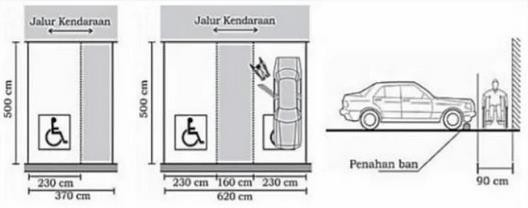 Jalur Kendaraan
500 cm
230 cm
370 cm
Jalur Kendaraan
500 cm
230 cm 160 cm 230 cm
620 cm
Penahan ban
90 cm